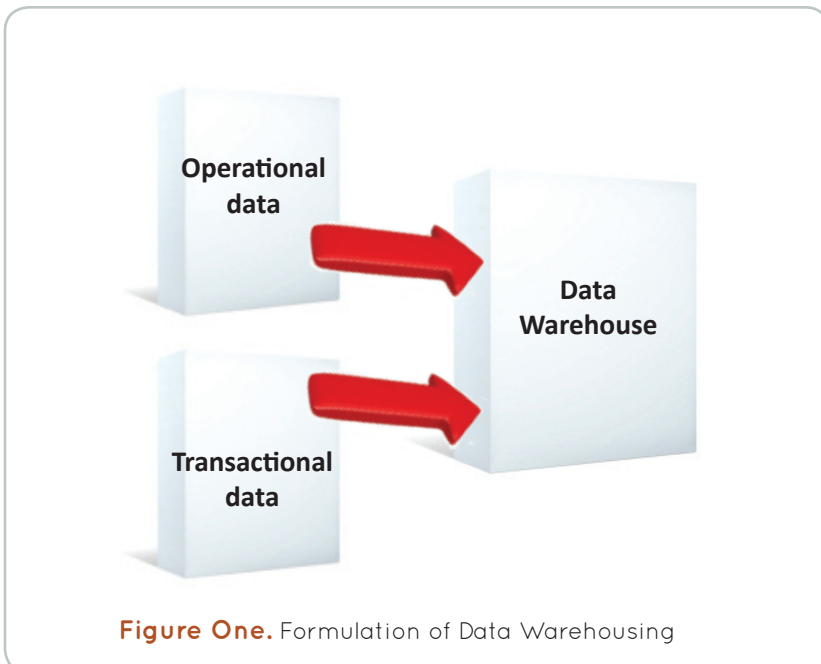 Operational
data
Data
Warehouse
Transactional
data
Figure One. Formulation of Data Warehousing